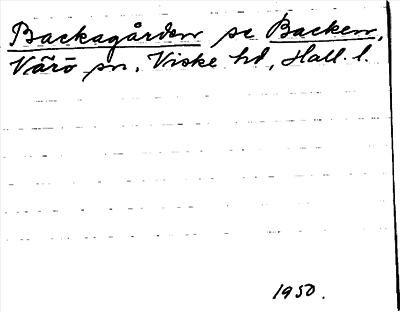 Backagården se Backen,
Värö sn, Viske hd, Hall. l.
1950.